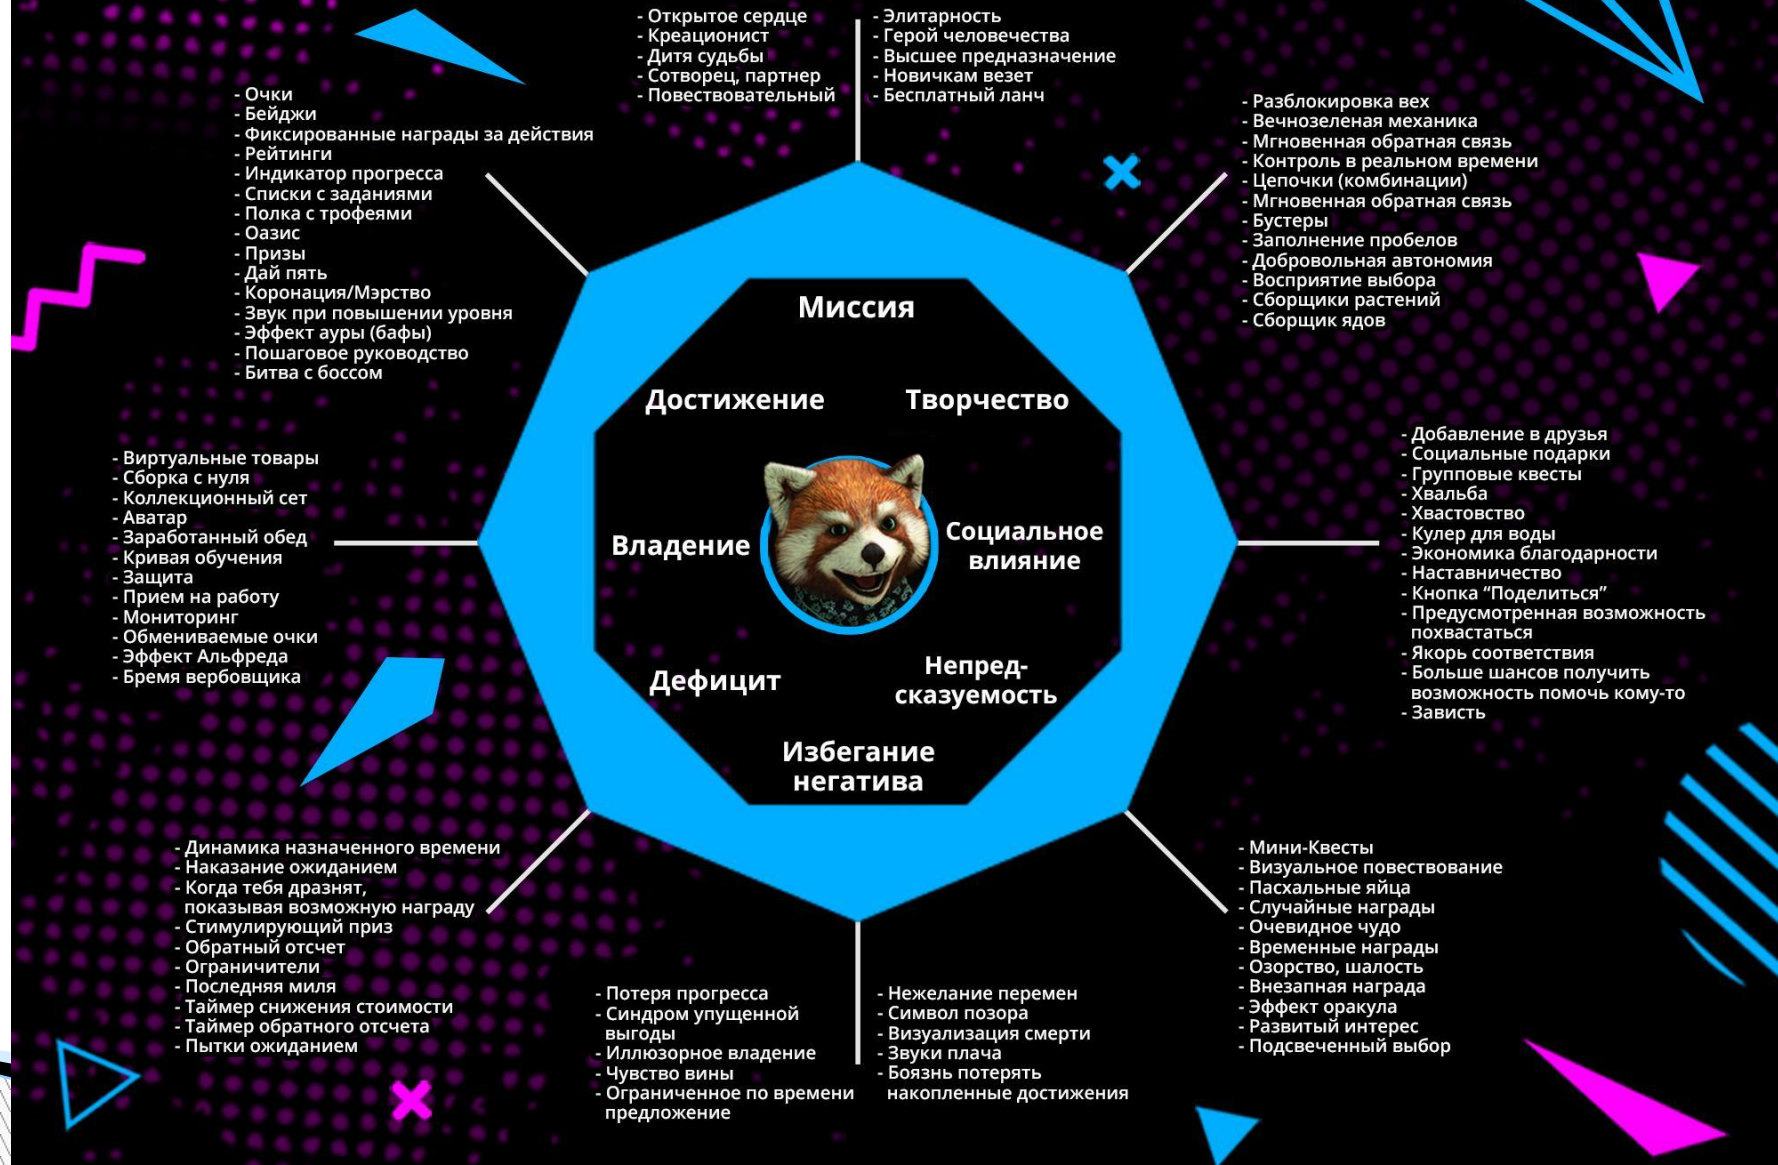 - Открытое сердце
- Креационист
- Дитя судьбы
- Сотворец, партнер
- Повествовательный
- Элитарность
- Герой человечества
- Высшее предназначение
- Новичкам везет
- Бесплатный ланч
- Очки
- Бейджи
- Фиксированные награды за действия
- Рейтинги
- Индикатор прогресса
- Списки с заданиями
- Полка с трофеями
- Оазис
- Призы
- Дай пять
- Коронация/Мэрство
- Звук при повышении уровня
- Эффект ауры (бафы)
- Пошаговое руководство
- Битва с боссом
- Разблокировка вех
- Вечнозеленая механика
- Мгновенная обратная связь
- Контроль в реальном времени
- Цепочки (комбинации)
- Мгновенная обратная связь
- Бустеры
- Заполнение пробелов
- Добровольная автономия
- Восприятие выбора
- Сборщики растений
- Сборщик ядов
Миссия
Достижение
Творчество
Владение
Социальное
влияние
Дефицит
Непред-
сказуемость
Избегание
негатива
- Виртуальные товары
- Сборка с нуля
- Коллекционный сет
- Аватар
- Заработанный обед
- Кривая обучения
- Защита
- Прием на работу
- Мониторинг
- Обмениваемые очки
- Эффект Альфреда
- Бремя вербовщика
- Добавление в друзья
- Социальные подарки
- Групповые квесты
- Хвальба
- Хвастовство
- Кулер для воды
- Экономика благодарности
- Наставничество
- Кнопка “Поделиться”
- Предусмотренная возможность
похвастаться
- Якорь соответствия
- Больше шансов получить
возможность помочь кому-то
- Зависть
- Динамика назначенного времени
- Наказание ожиданием
- Когда тебя дразнят,
показывая возможную награду
- Стимулирующий приз
- Обратный отсчет
- Ограничители
- Последняя миля
- Таймер снижения стоимости
- Таймер обратного отсчета
- Пытки ожиданием
- Потеря прогресса
- Синдром упущенной
выгоды
- Иллюзорное владение
- Чувство вины
- Ограниченное по времени
предложение
- Нежелание перемен
- Символ позора
- Визуализация смерти
- Звуки плача
- Боязнь потерять
накопленные достижения
- Мини-Квесты
- Визуальное повествование
- Пасхальные яйца
- Случайные награды
- Очевидное чудо
- Временные награды
- Озорство, шалость
- Внезапная награда
- Эффект оракула
- Развитый интерес
- Подсвеченный выбор